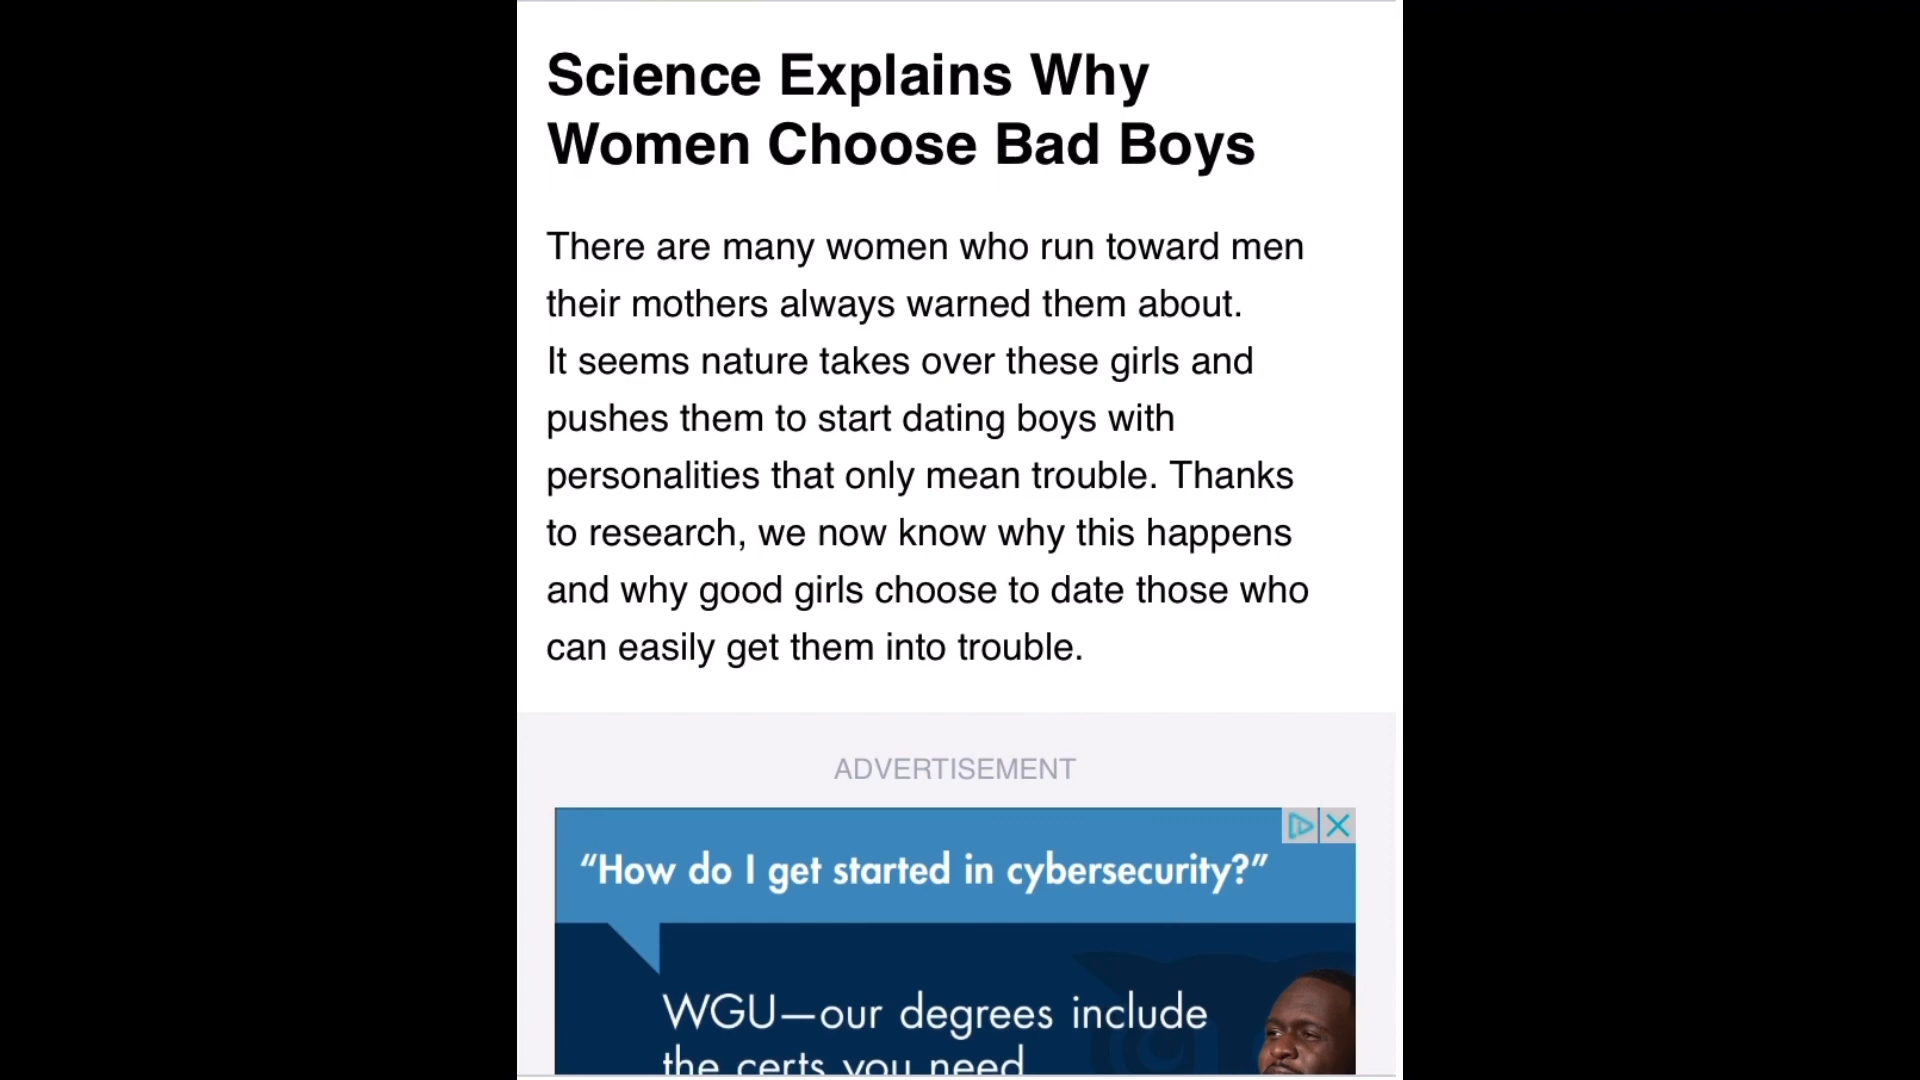 Science Explains Why
Women Choose Bad Boys
There are many women who run toward men
their mothers always warned them about.
It seems nature takes over these girls and
pushes them to start dating boys with
personalities that only mean trouble. Thanks
to research, we now know why this happens
and why good girls choose to date those who
can easily get them into trouble.
ADVERTISEMENT
“How do I get started in cybersecurity?”
WGU—our degrees include
the certs you need